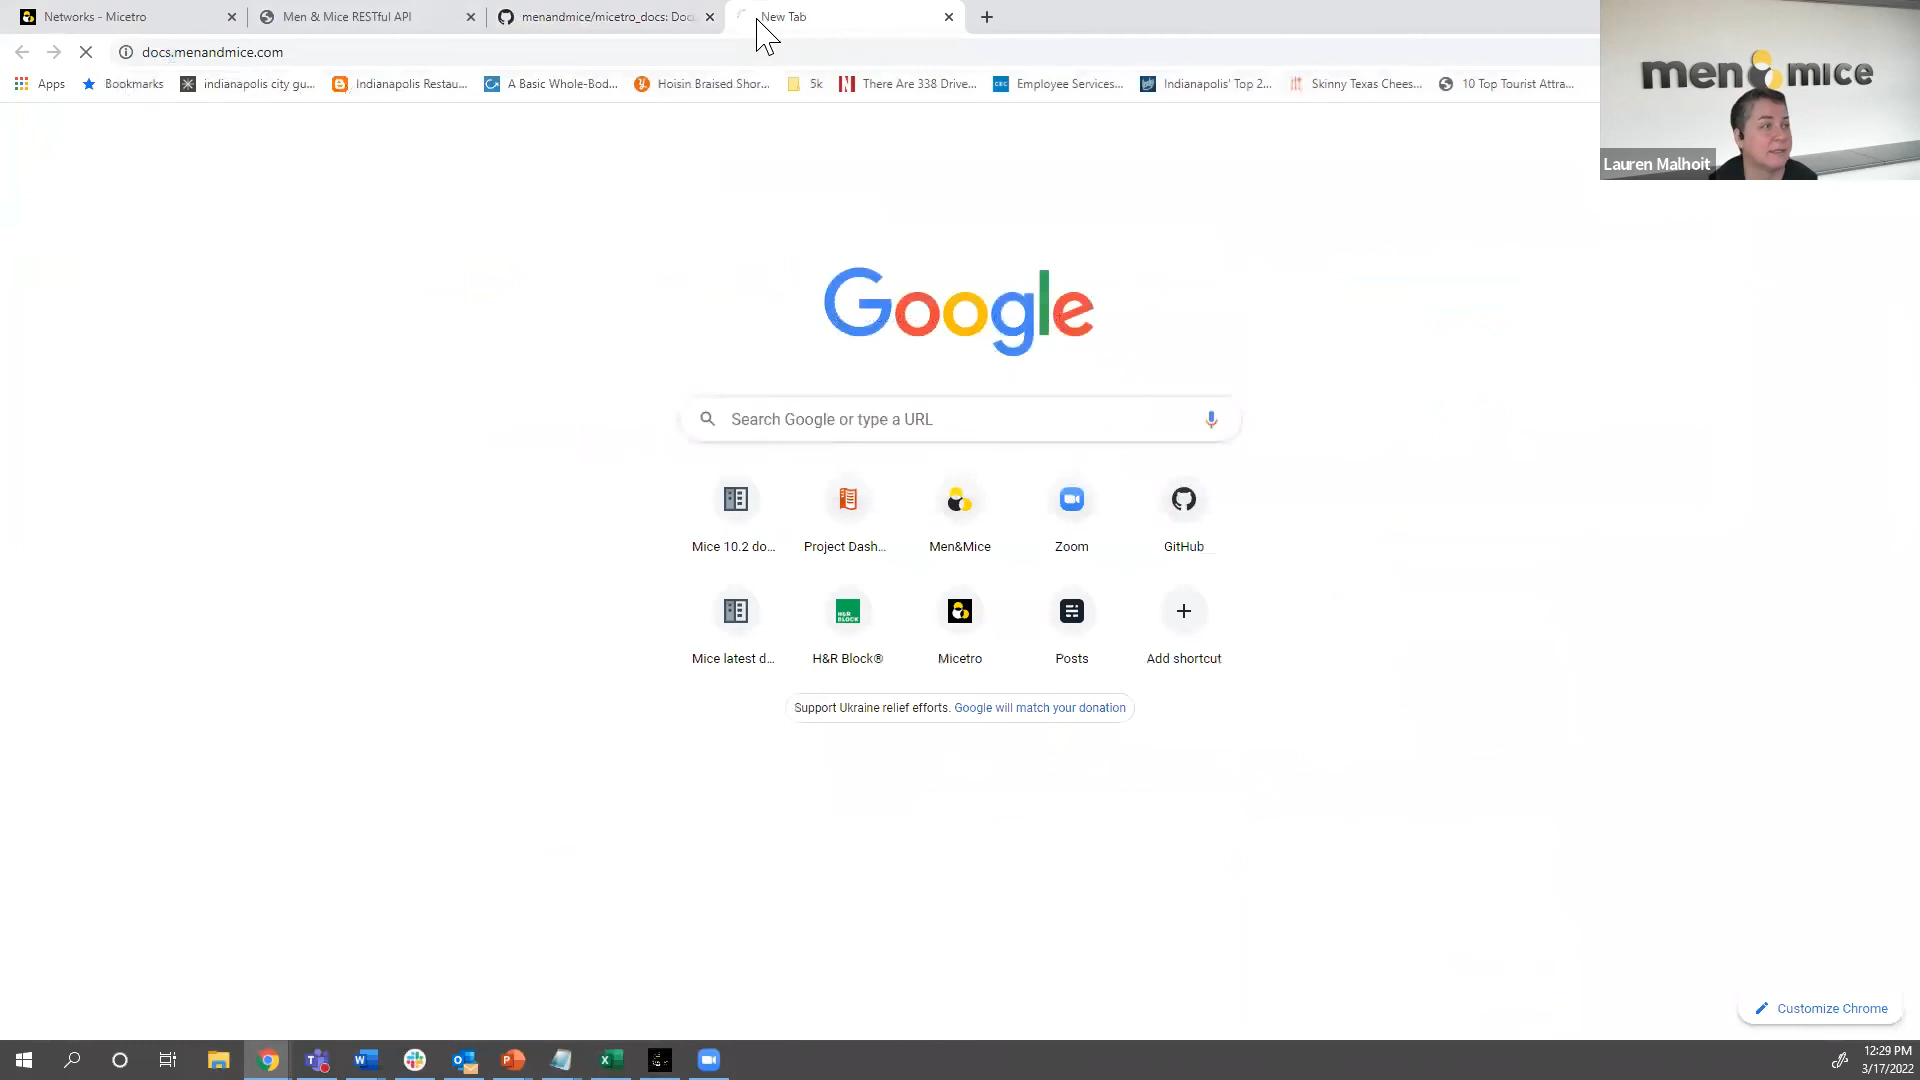 Networks - Micetro
Men & Mice RESTful API
menandmice/micetro_docs: Doc
New Tab
docs.menandmice.com
Apps
Bookmarks
indianapolis city gu...
Indianapolis Restau...
A Basic Whole-Bod...
Hoisin Braised Shor...
5k
There Are 338 Drive...
CBC
Employee Services...
Indianapolis' Top 2...
Skinny Texas Chees...
10 Top Tourist Attra...
men&mice
Lauren Malhoit
Google
Search Google or type a URL
Mice 10.2 do...
Project Dash...
Men&Mice
Zoom
GitHub
H&R
BLOCK
Mice latest d...
H&R Block®
Micetro
Posts
Add shortcut
Support Ukraine relief efforts. Google will match your donation
Customize Chrome
12:29 PM
3/17/2022